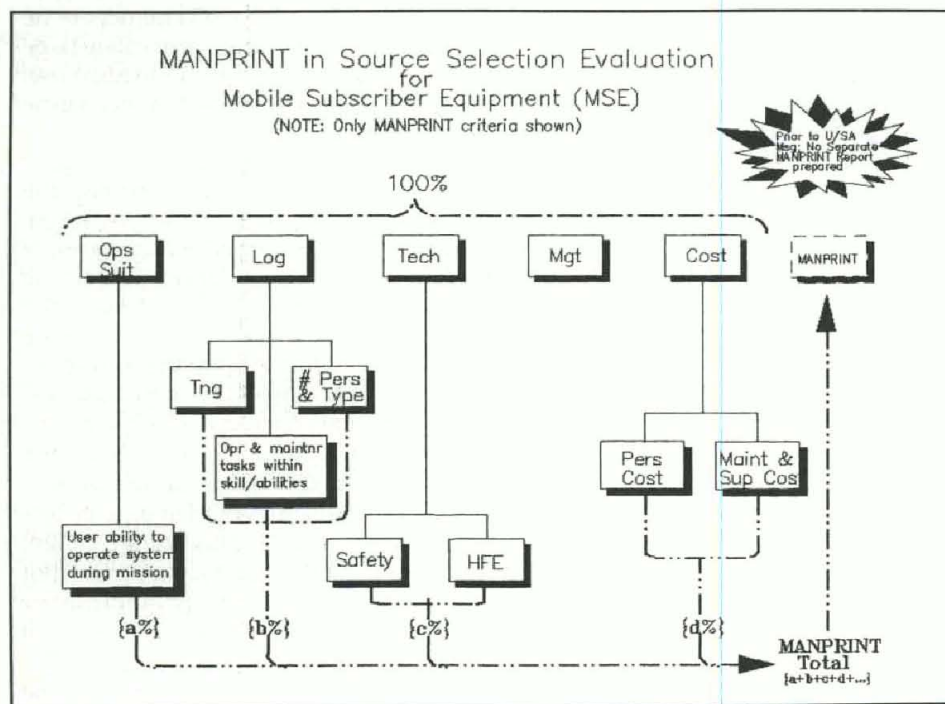 MANPRINT in Source Selection Evaluation
for
Mobile Subscriber Equipment (MSE)
(NOTE: Only MANPRINT criteria shown)
Prior to U/SA
Msg: No Separate
MANPRINT Report
prepared
100%
Ops
Suit
Log
Tech
Mgt
Cost
MANPRINT
Tng
# Pers
& Type
Opr & maintnr
tasks within
skill/abilities
Pers
Cost
Maint &
Sup Cos
User ability to
operate system
during mission
Safety
HFE
{a%}
{b%}
{c%}
{d%}
MANPRINT
Total
{a+b+c+d+...}